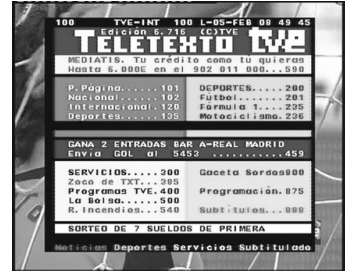 100 TVE-INT 100 L-05-FEB 08 49 45
Edición 6.716 (C)TVE
TELETEXTO tve
MEDIATIS. Tu crédito como tú quieras
Hasta 6.000E en el 902 011 000...590
P. Página......101 DEPORTES.....200
Nacional.......102 Fútbol.......201
Internacional.120 Fórmula 1...235
Deportes.......135 Motociclismo.236
GANA 2 ENTRADAS BAR A-REAL MADRID
Envía GOL al 5453 ...........459
SERVICIOS.....300 Gaceta Sordos800
Zoco de TXT...385
Programas TVE.400 Programación.875
La Bolsa......500
R.Incendios...540 Subtítulos...888
SORTEO DE 7 SUELDOS DE PRIMERA
Noticias Deportes Servicios Subtitulado